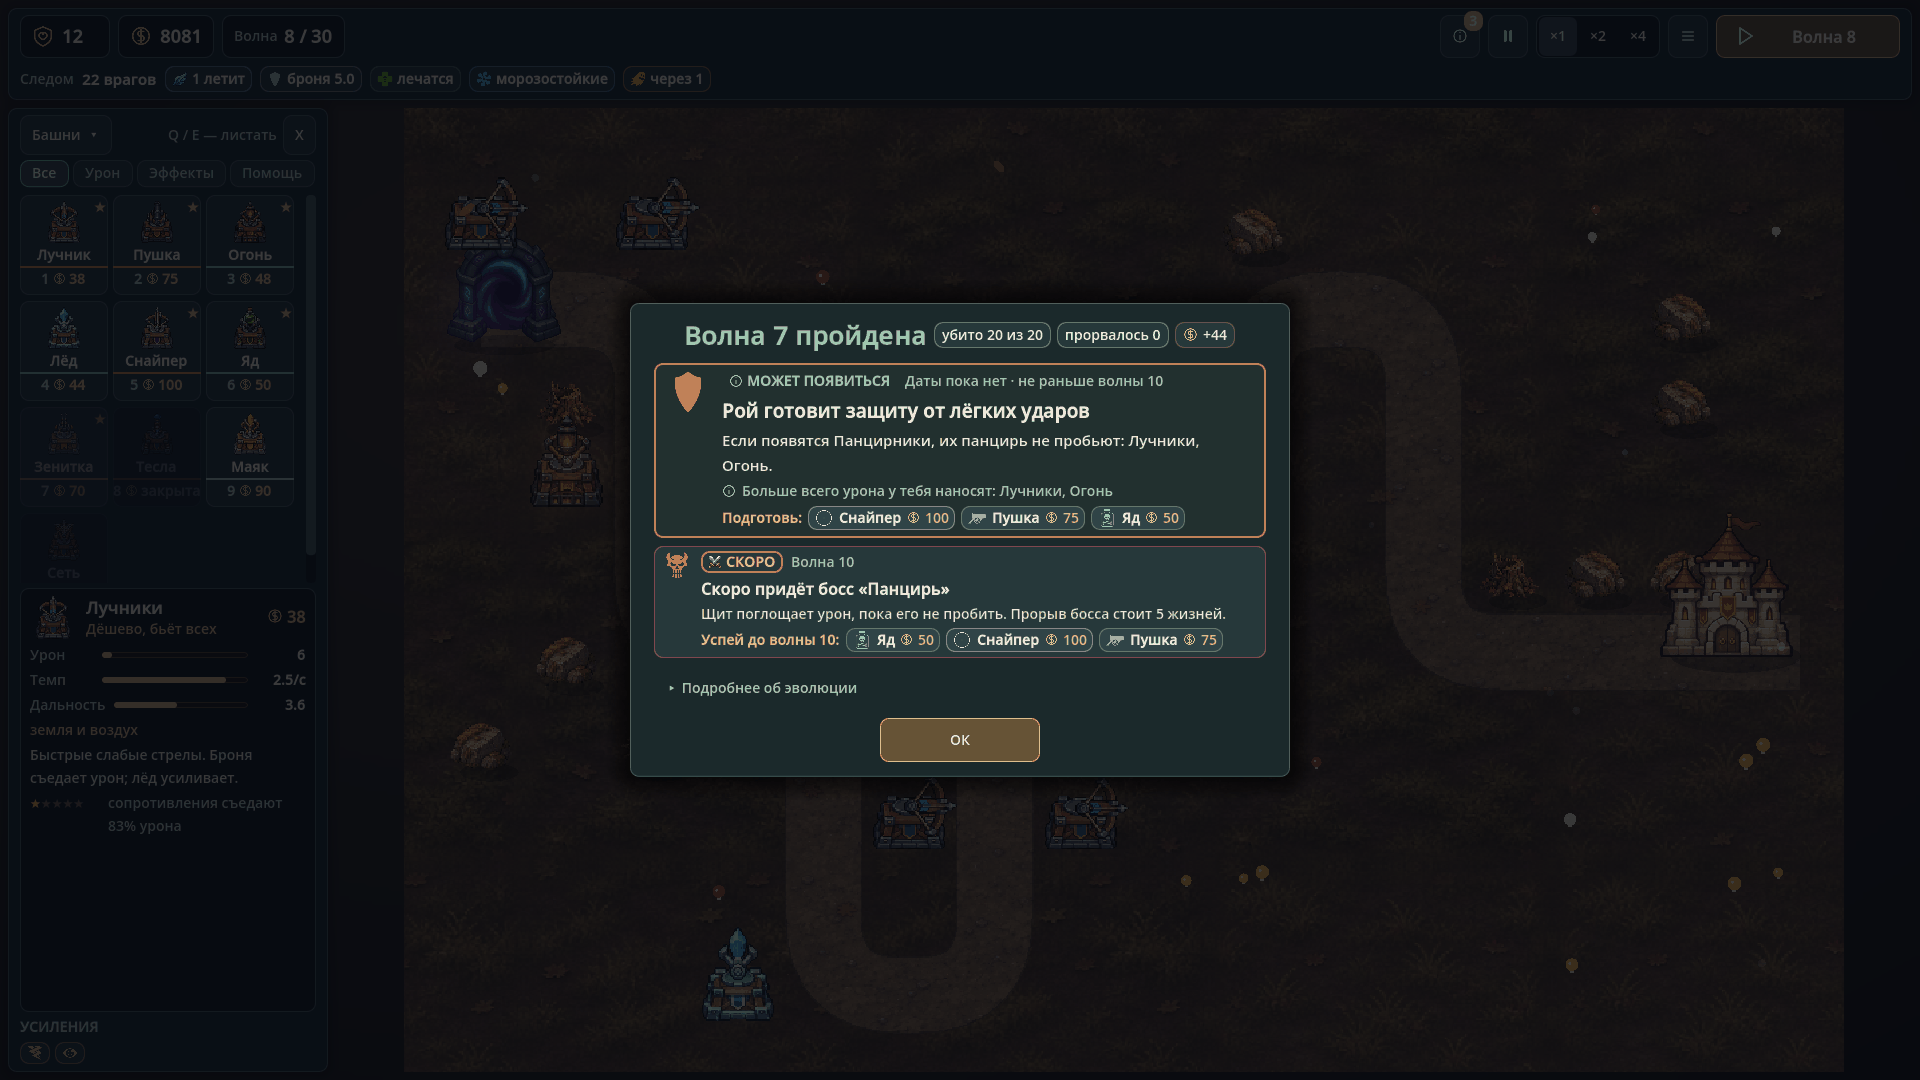 12
8081
Волна 8 / 30
3
×1
×2
×4
Волна 8
Следом 22 врагов
1 летит
броня 5.0
лечатся
морозостойкие
через 1
Башни
Q / E — листать
X
Все
Урон
Эффекты
Помощь
Лучник
Пушка
Огонь
1 38
2 75
3 48
Лёд
Снайпер
Яд
4 44
5 100
6 50
Зенитка
Тесла
Маяк
7 70
8 закрыта
9 90
Сеть
Лучники
38
Дёшево, бьёт всех
Урон 6
Темп 2.5/с
Дальность 3.6
земля и воздух
Быстрые слабые стрелы. Броня
съедает урон; лёд усиливает.
★★★★★ сопротивления съедают
83% урона
УСИЛЕНИЯ
Волна 7 пройдена
убито 20 из 20
прорвалось 0
+44
МОЖЕТ ПОЯВИТЬСЯ Даты пока нет · не раньше волны 10
Рой готовит защиту от лёгких ударов
Если появятся Панцирники, их панцирь не пробьют: Лучники,
Огонь.
Больше всего урона у тебя наносят: Лучники, Огонь
Подготовь: Снайпер 100 Пушка 75 Яд 50
СКОРО Волна 10
Скоро придёт босс «Панцирь»
Щит поглощает урон, пока его не пробить. Прорыв босса стоит 5 жизней.
Успей до волны 10: Яд 50 Снайпер 100 Пушка 75
Подробнее об эволюции
ОК